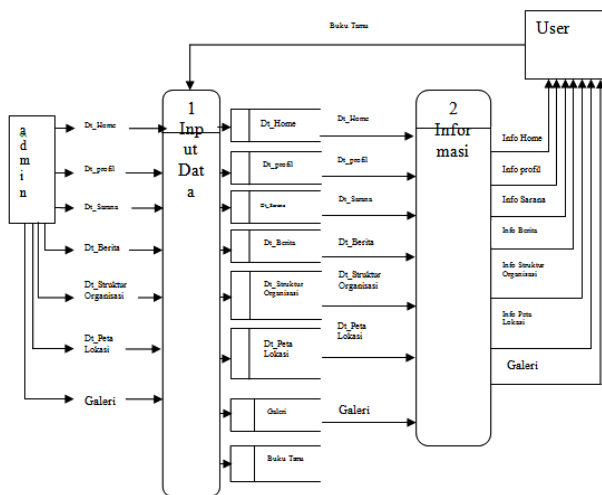 Buku Tamu
User
admin
Dt_Home
Dt_profil
Dt_Sarana
Dt_Berita
Dt_Struktur
Organisasi
Dt_Peta
Lokasi
Galeri
1
Inp
ut
Dat
a
Dt_Home
Dt_profil
Dt_Sarana
Dt_Berita
Dt_Struktur
Organisasi
Dt_Peta
Lokasi
Galeri
Buku Tamu
Dt_Home
Dt_profil
Dt_Sarana
Dt_Berita
Dt_Struktur
Organisasi
Dt_Peta
Lokasi
Galeri
2
Infor
masi
Info Home
Info profil
Info Sarana
Info Berita
Info Struktur
Organisasi
Info Peta
Lokasi
Galeri